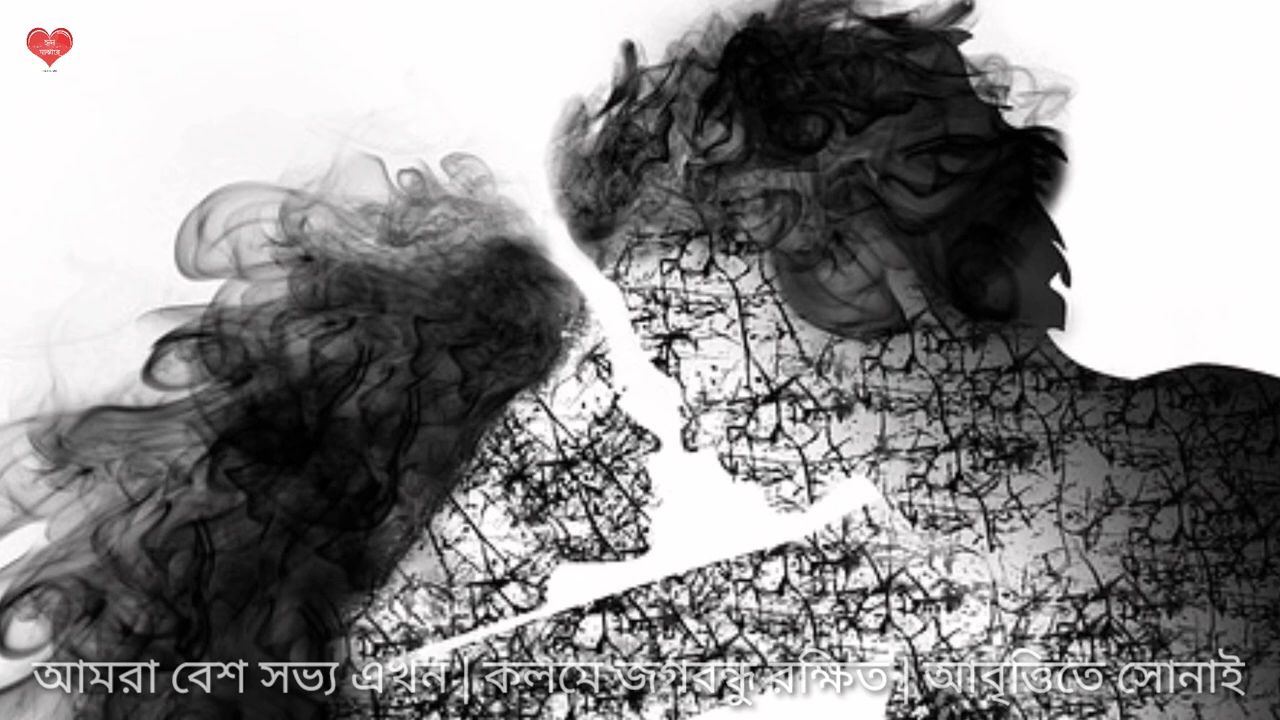 হৃদ
মাঝারে
আমরা বেশ সভ্য এখন | কলমে জগবন্ধু রক্ষিত | আবৃত্তিতে সোনাই